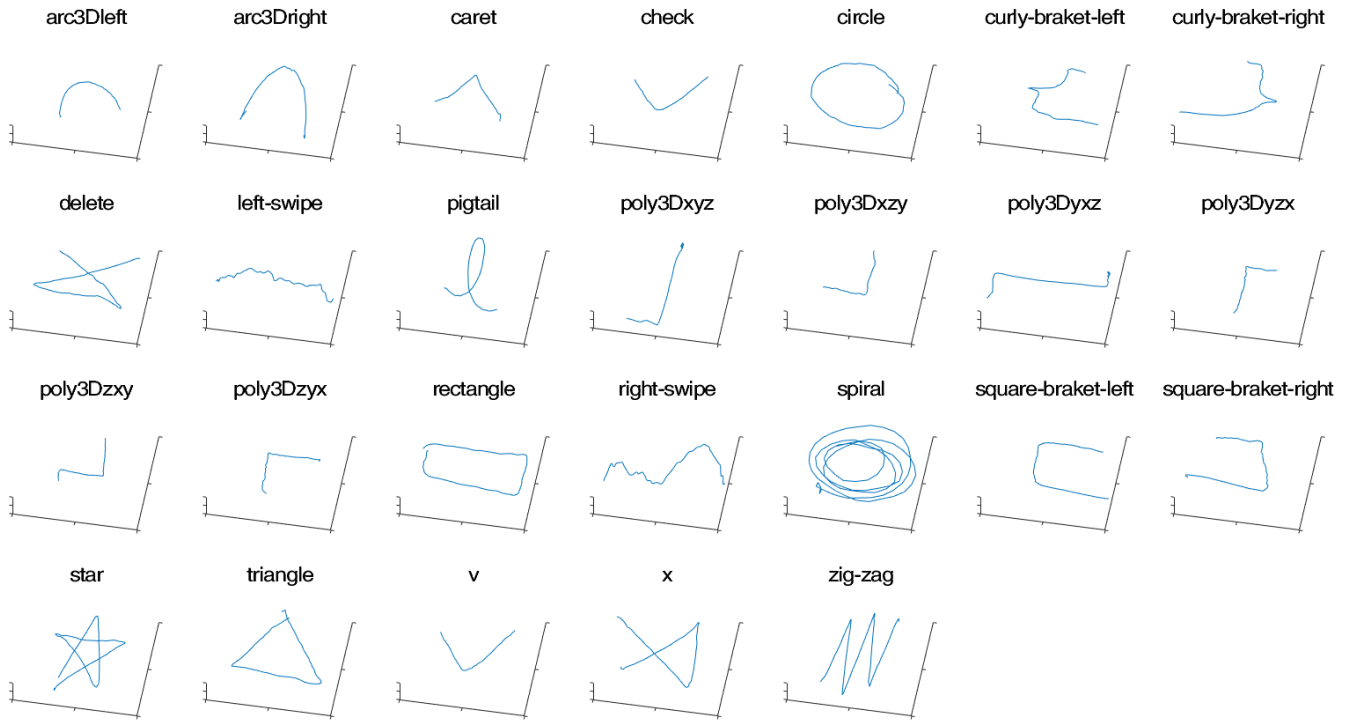 arc3Dleft arc3Dright caret check circle curly-braket-left curly-braket-right
delete left-swipe pigtail poly3Dxyz poly3Dxzy poly3Dyxz poly3Dyzx
poly3Dzxy poly3Dzyx rectangle right-swipe spiral square-braket-left square-braket-right
star triangle v x zig-zag